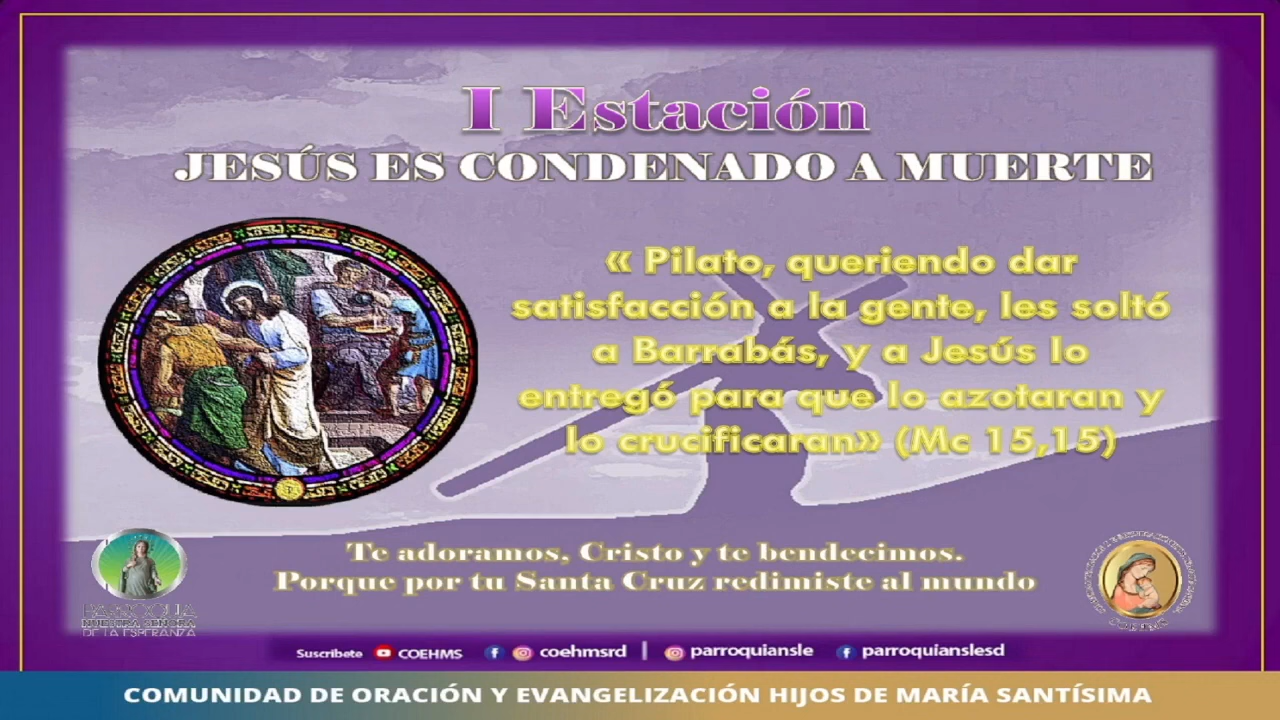 I Estación
JESÚS ES CONDENADO A MUERTE
« Pilato, queriendo dar
satisfacción a la gente, les soltó
a Barrabás, y a Jesús lo
entregó para que lo azotaran y
lo crucificaran» (Mc 15,15)
Te adoramos, Cristo y te bendecimos.
Porque por tu Santa Cruz redimiste al mundo
PARROQUIA
NUESTRA SEÑORA
DE LA ESPERANZA
COEHMS
Suscribete COEHMS coehmsrd | parroquiansle parroquianslesd
COMUNIDAD DE ORACIÓN Y EVANGELIZACIÓN HIJOS DE MARÍA SANTÍSIMA